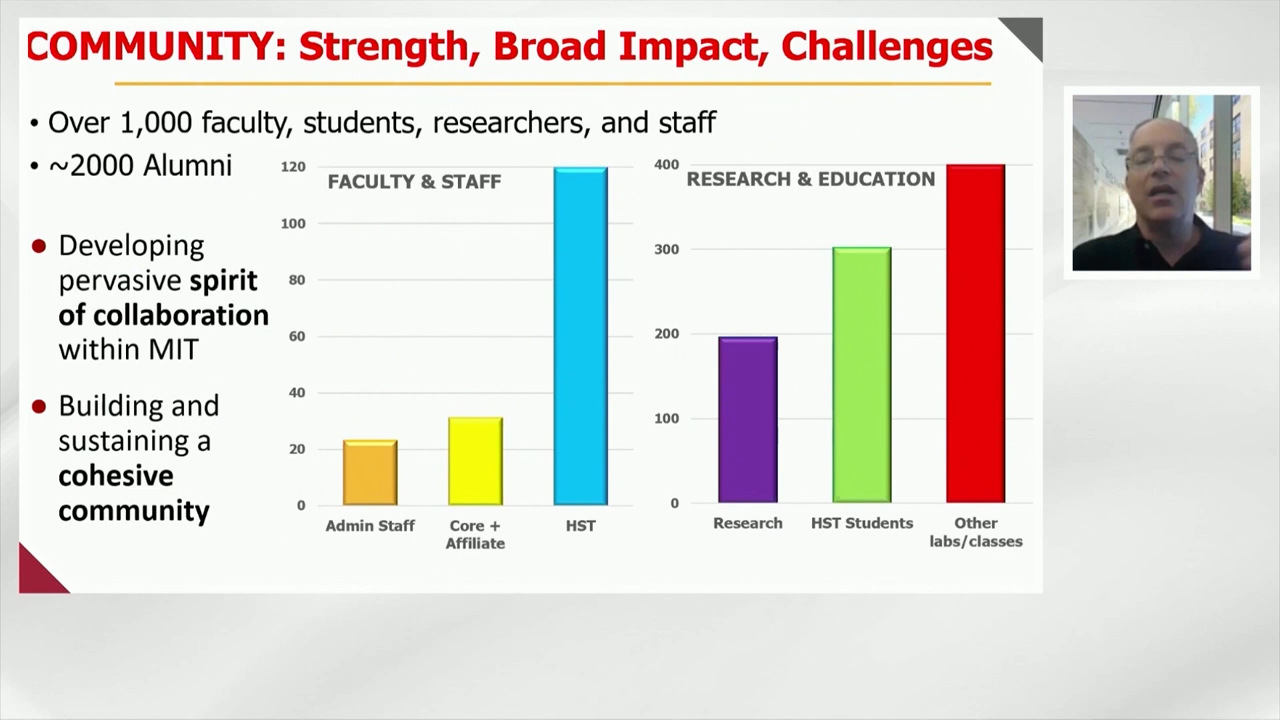 COMMUNITY: Strength, Broad Impact, Challenges
• Over 1,000 faculty, students, researchers, and staff
• ~2000 Alumni
• Developing
pervasive spirit
of collaboration
within MIT
• Building and
sustaining a
cohesive
community
FACULTY & STAFF
120
100
80
60
40
20
0
Admin Staff
Core +
Affiliate
HST
RESEARCH & EDUCATION
400
300
200
100
0
Research
HST Students
Other
labs/classes